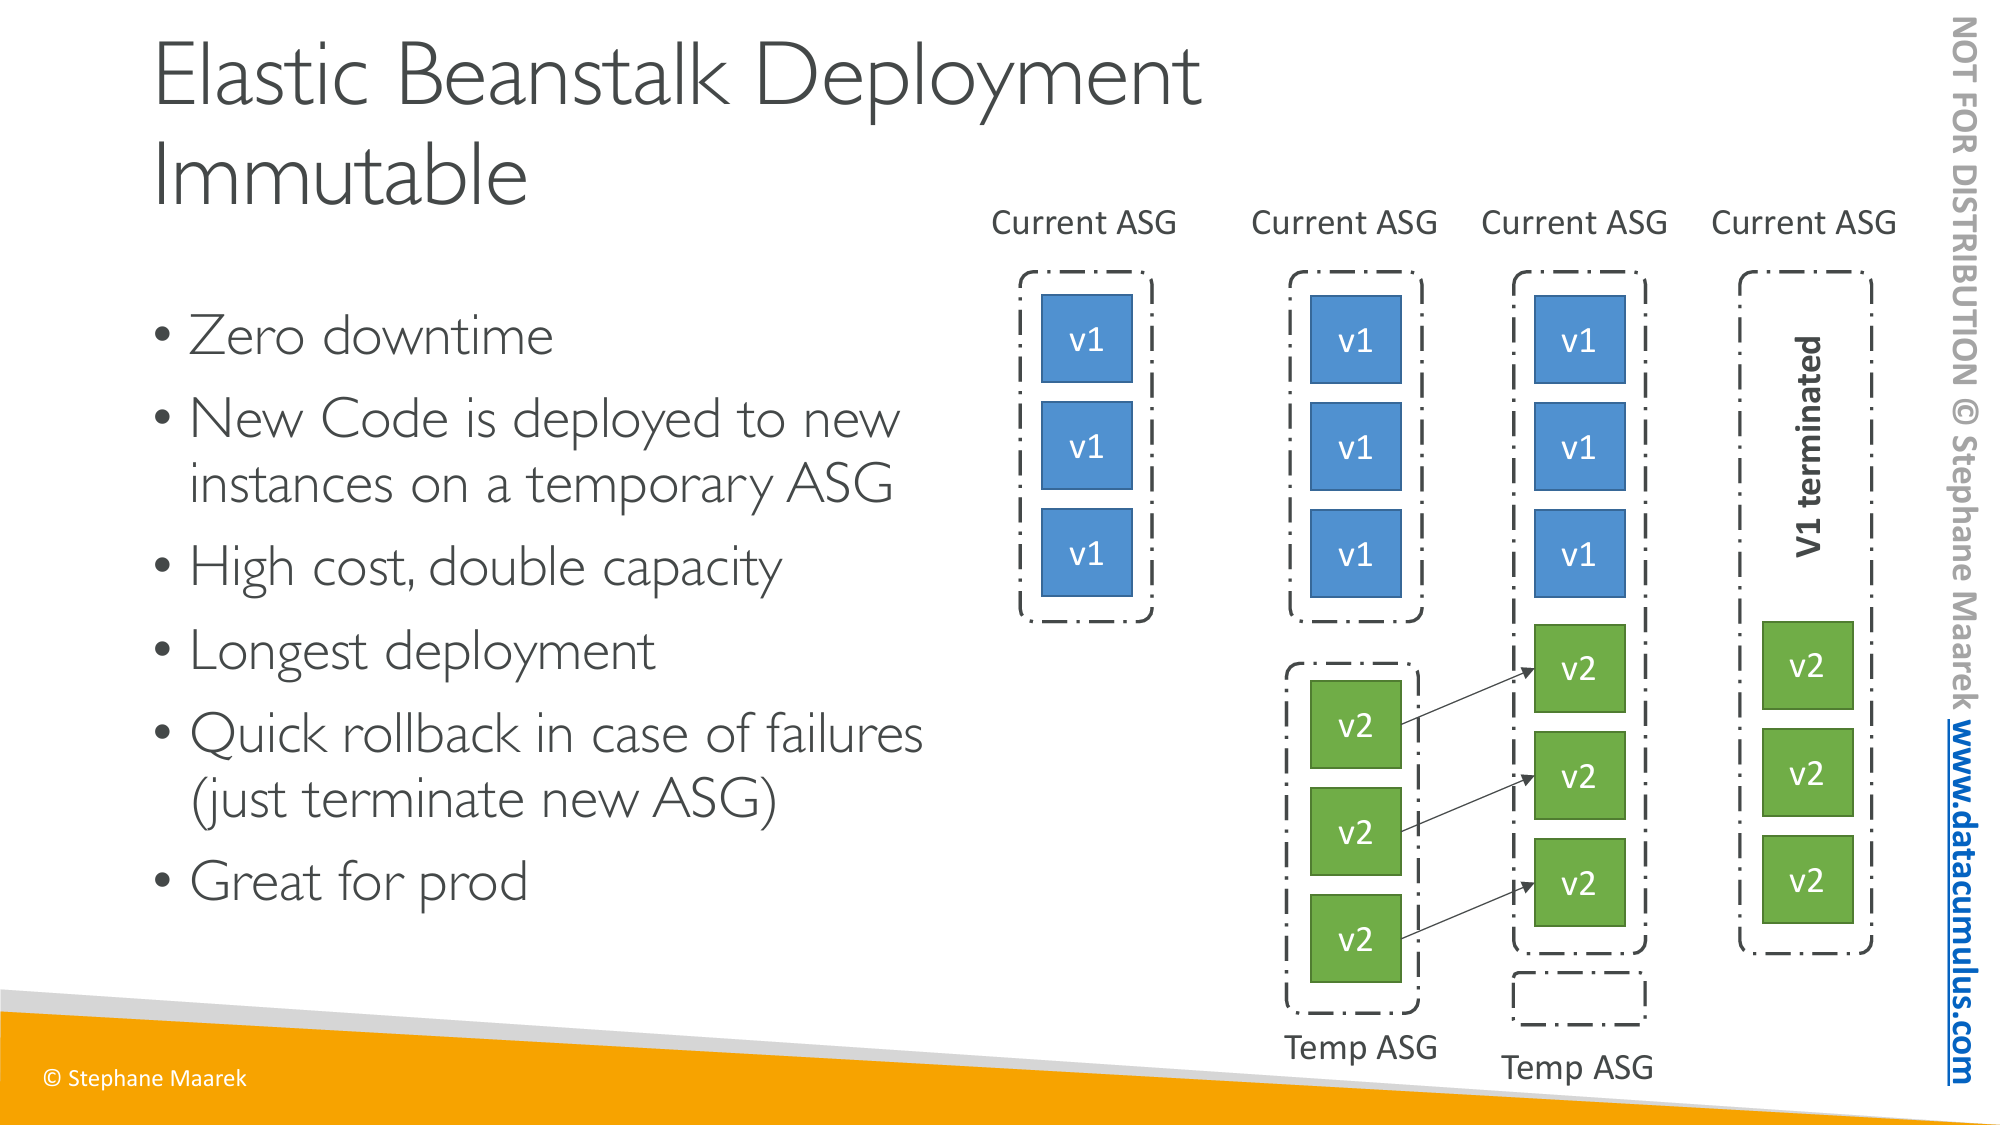 Elastic Beanstalk Deployment
Immutable
• Zero downtime
• New Code is deployed to new
instances on a temporary ASG
• High cost, double capacity
• Longest deployment
• Quick rollback in case of failures
(just terminate new ASG)
• Great for prod
Current ASG
v1
v1
v1
Current ASG
v1
v1
v1
v2
v2
v2
Temp ASG
Current ASG
v1
v1
v1
v2
v2
v2
Temp ASG
Current ASG
V1 terminated
v2
v2
v2
NOT FOR DISTRIBUTION © Stephane Maarek www.datacumulus.com
© Stephane Maarek